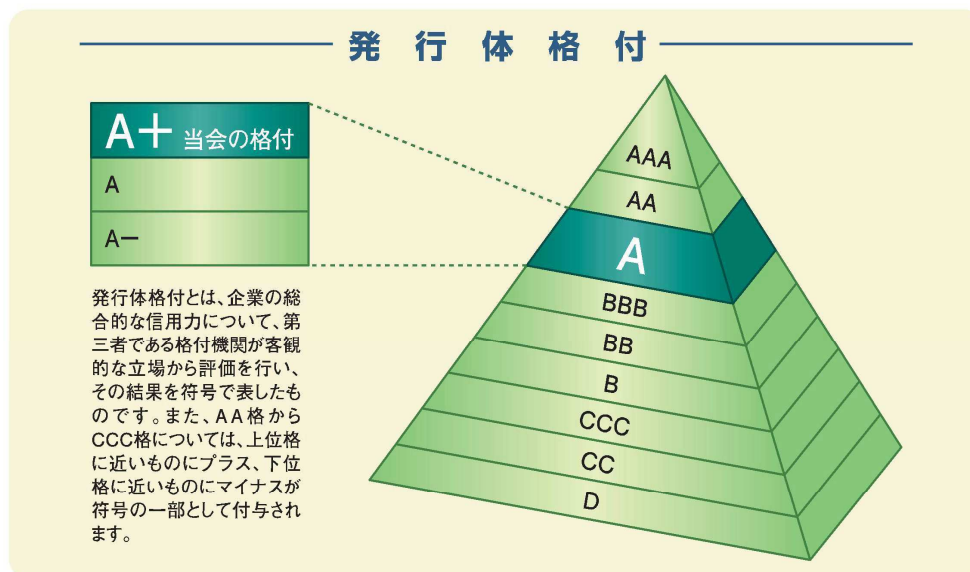 発行体格付
A＋ 当会の格付
A
A－
発行体格付とは、企業の総
合的な信用力について、第
三者である格付機関が客観
的な立場から評価を行い、
その結果を符号で表したも
のです。また、AA格から
CCC格については、上位格
に近いものにプラス、下位
格に近いものにマイナスが
符号の一部として付与され
ます。
AAA
AA
A
BBB
BB
B
CCC
CC
D